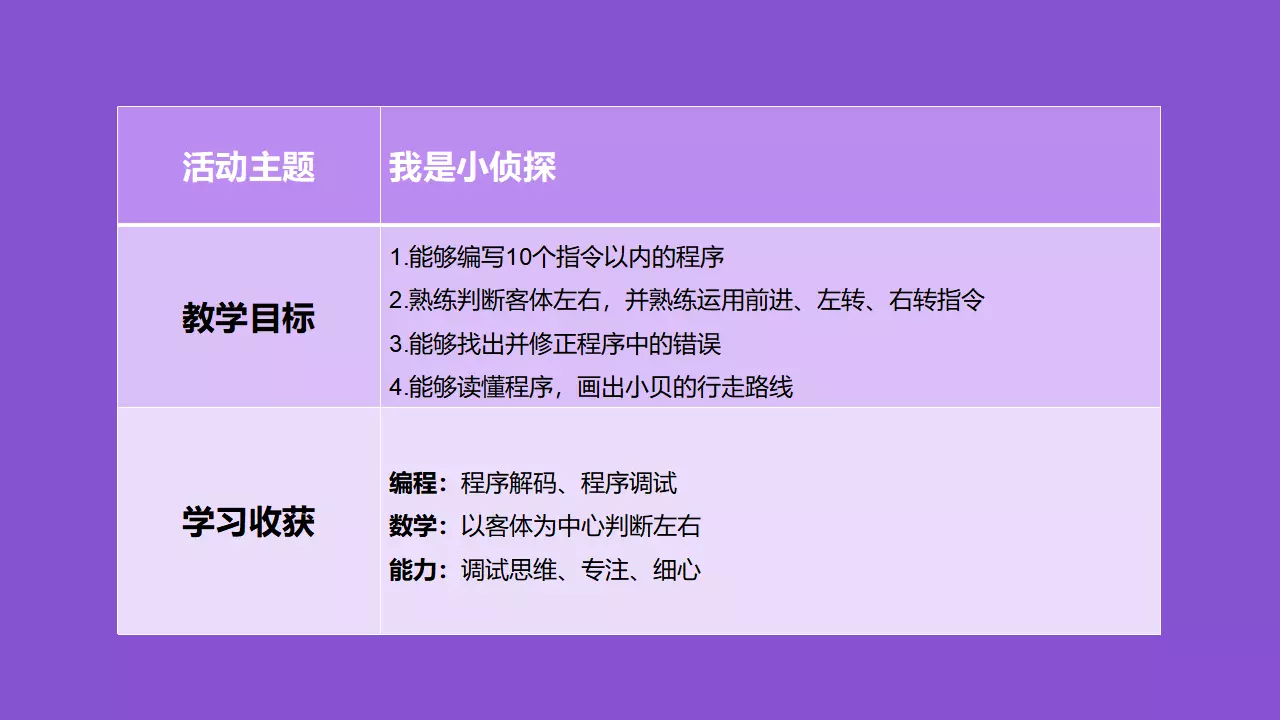 活动主题
我是小侦探
教学目标
1.能够编写10个指令以内的程序
2.熟练判断客体左右，并熟练运用前进、左转、右转指令
3.能够找出并修正程序中的错误
4.能够读懂程序，画出小贝的行走路线
学习收获
编程：程序解码、程序调试
数学：以客体为中心判断左右
能力：调试思维、专注、细心